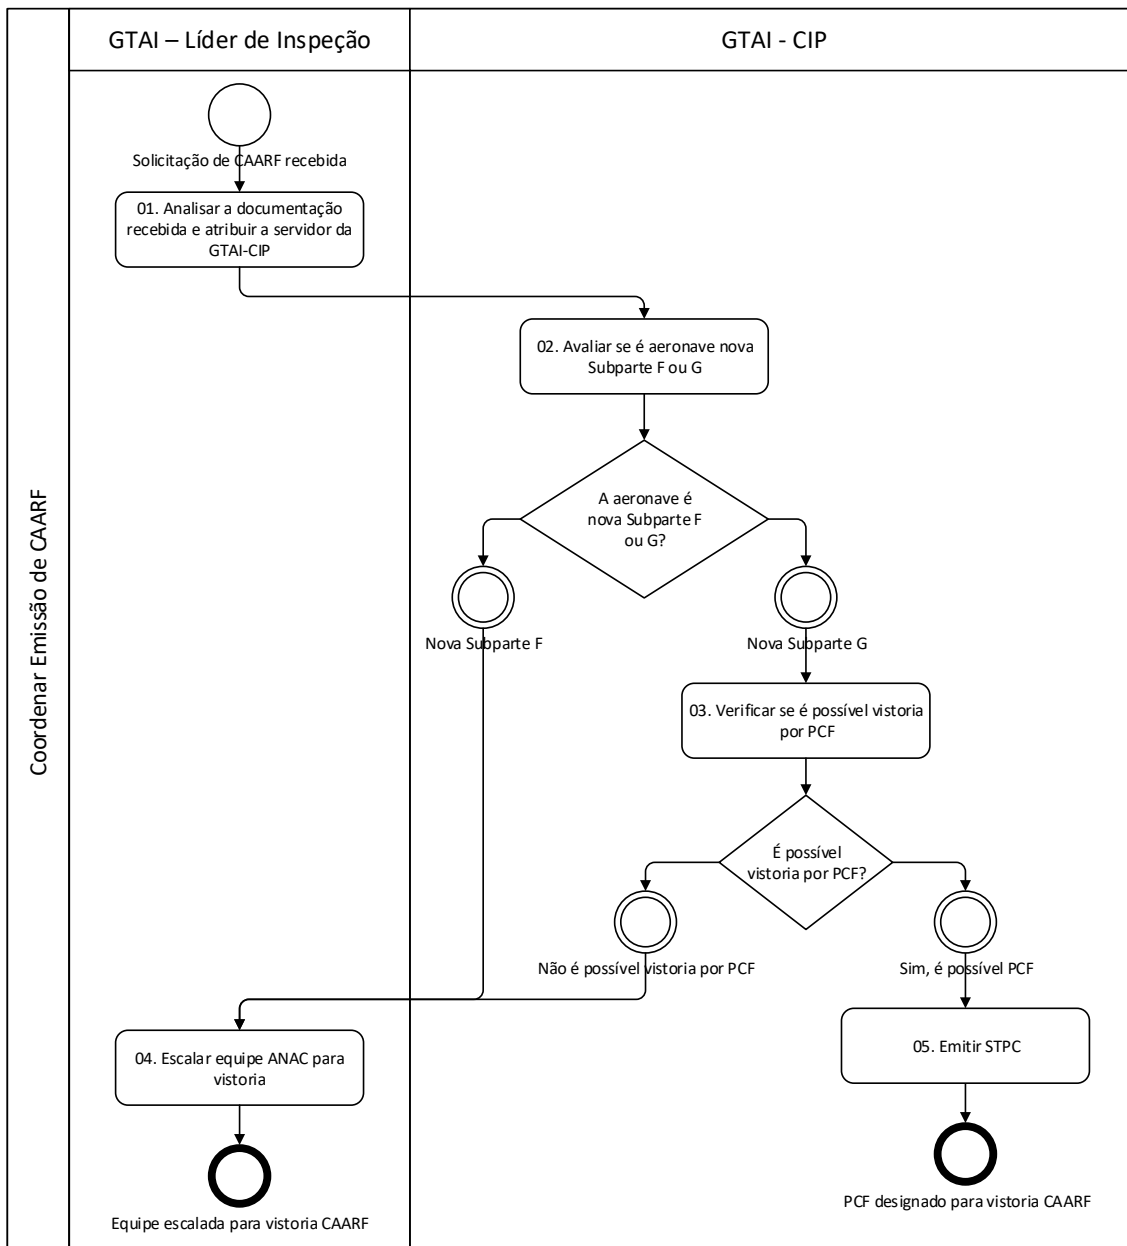 GTAI – Líder de Inspeção
GTAI - CIP
Coordenar Emissão de CAARF
Solicitação de CAARF recebida
01. Analisar a documentação
recebida e atribuir a servidor da
GTAI-CIP
02. Avaliar se é aeronave nova
Subparte F ou G
A aeronave é
nova Subparte F
ou G?
Nova Subparte F
Nova Subparte G
03. Verificar se é possível vistoria
por PCF
É possível
vistoria por PCF?
Não é possível vistoria por PCF
Sim, é possível PCF
04. Escalar equipe ANAC para
vistoria
05. Emitir STPC
Equipe escalada para vistoria CAARF
PCF designado para vistoria CAARF